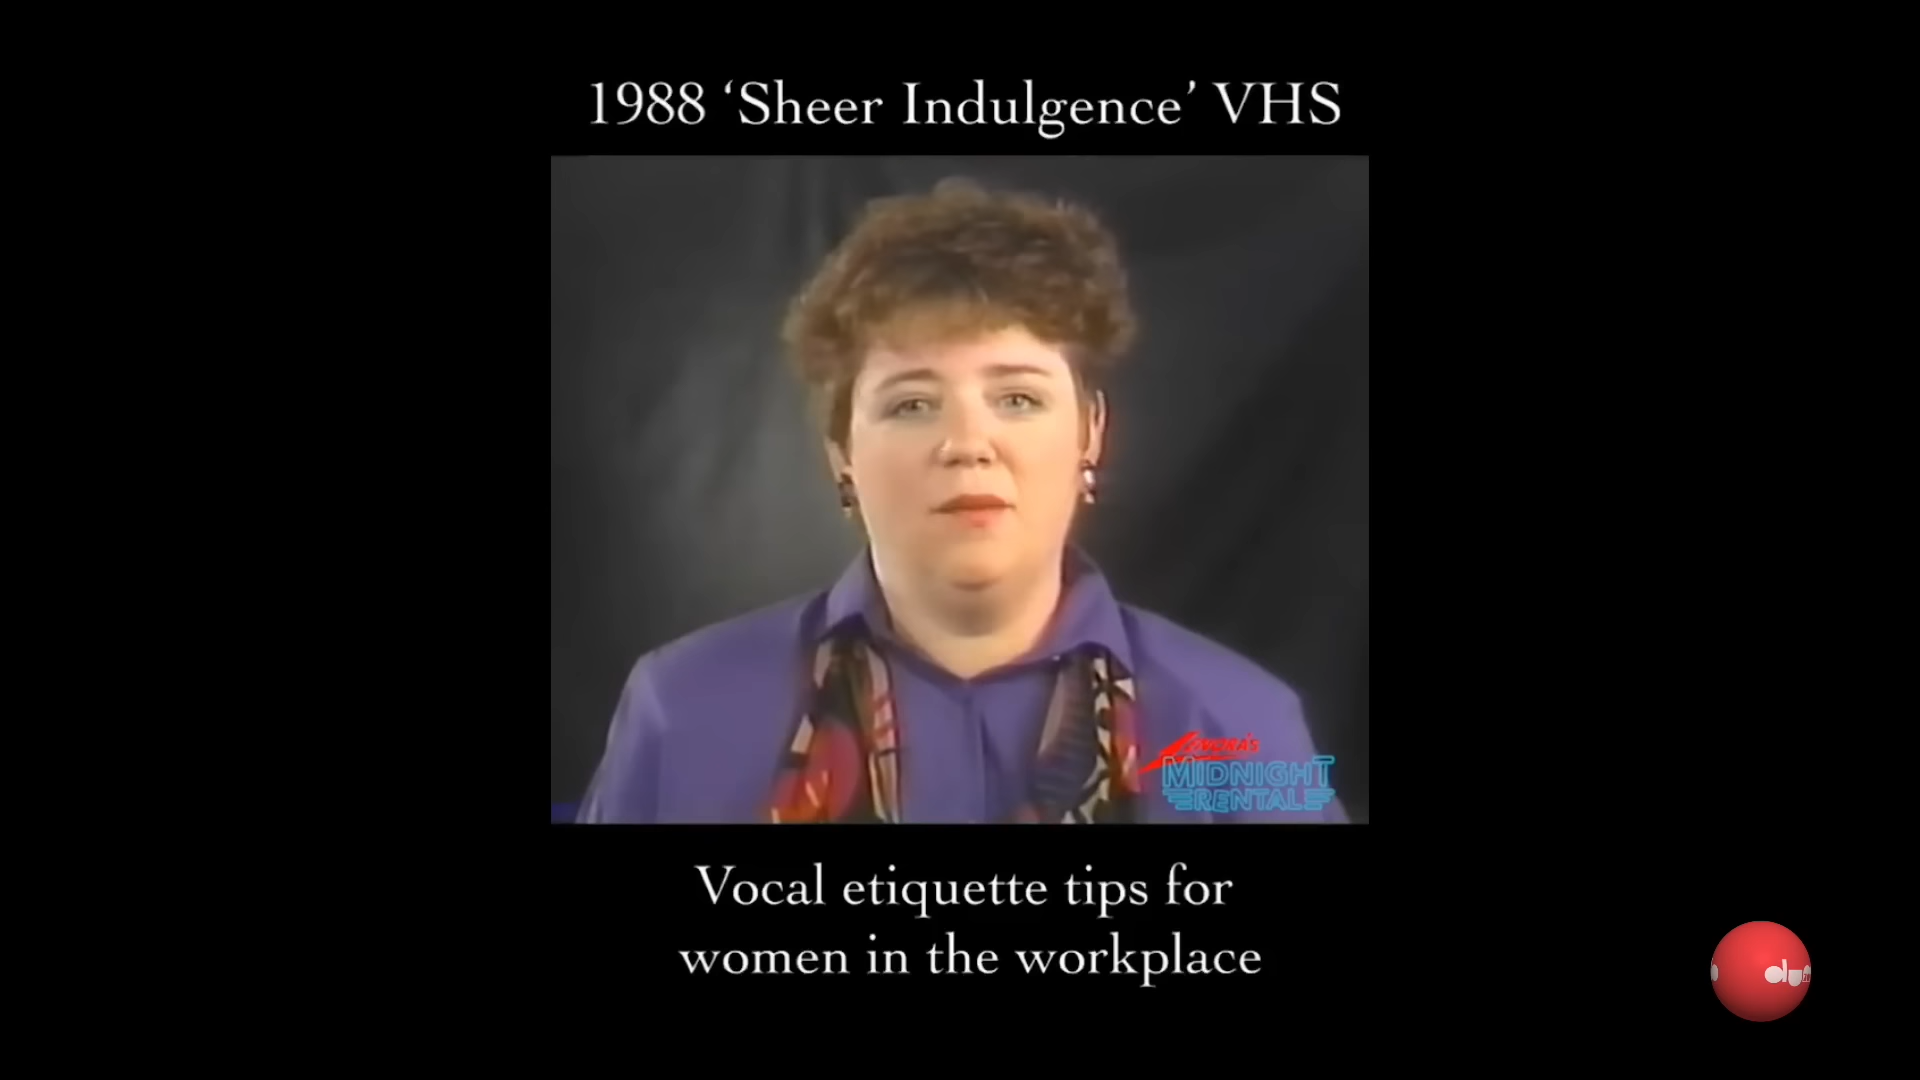 1988 ‘Sheer Indulgence’ VHS
MIDNIGHT
RENTAL
Vocal etiquette tips for
women in the workplace